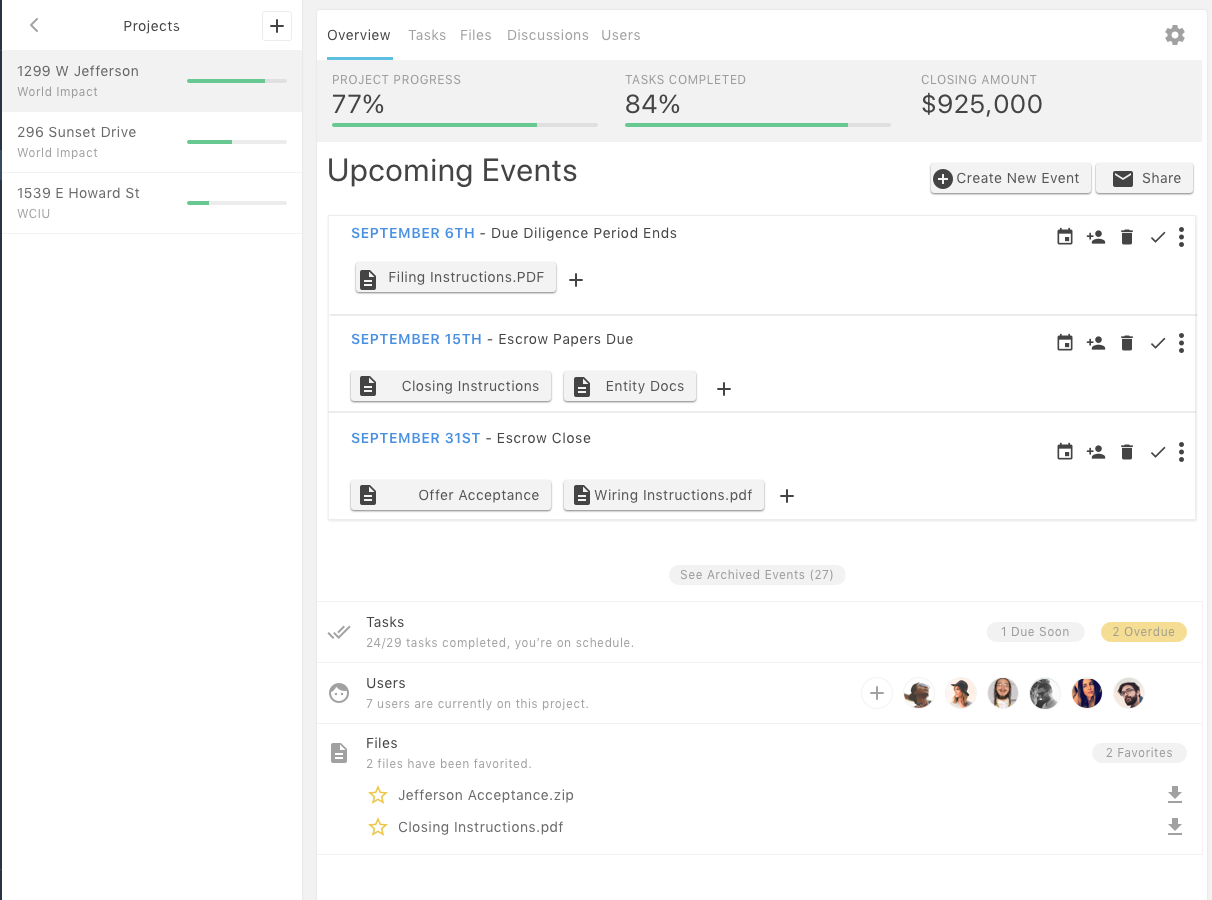 Projects
1299 W Jefferson
World Impact
296 Sunset Drive
World Impact
1539 E Howard St
WCIU
Overview Tasks Files Discussions Users
PROJECT PROGRESS
77%
TASKS COMPLETED
84%
CLOSING AMOUNT
$925,000
Upcoming Events
Create New Event
Share
SEPTEMBER 6TH - Due Diligence Period Ends
Filing Instructions.PDF
SEPTEMBER 15TH - Escrow Papers Due
Closing Instructions
Entity Docs
SEPTEMBER 31ST - Escrow Close
Offer Acceptance
Wiring Instructions.pdf
See Archived Events (27)
Tasks
24/29 tasks completed, you’re on schedule.
1 Due Soon
2 Overdue
Users
7 users are currently on this project.
Files
2 files have been favorited.
2 Favorites
Jefferson Acceptance.zip
Closing Instructions.pdf